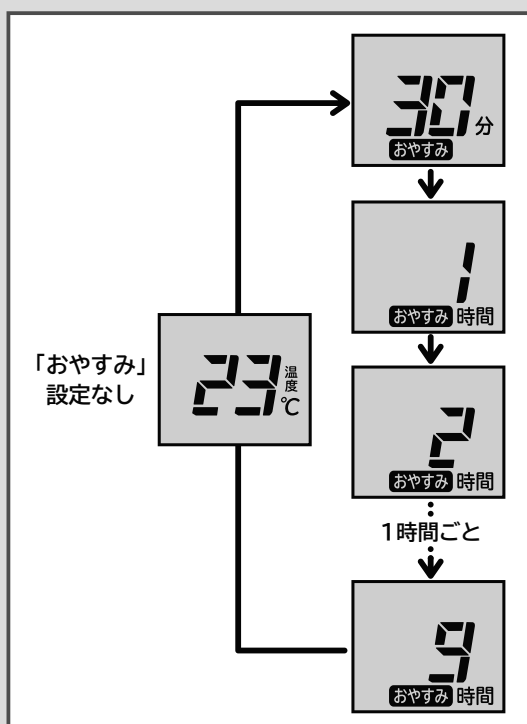 30分
おやすみ
1
おやすみ 時間
「おやすみ」
設定なし
23温度℃
2
おやすみ 時間
1時間ごと
9
おやすみ 時間